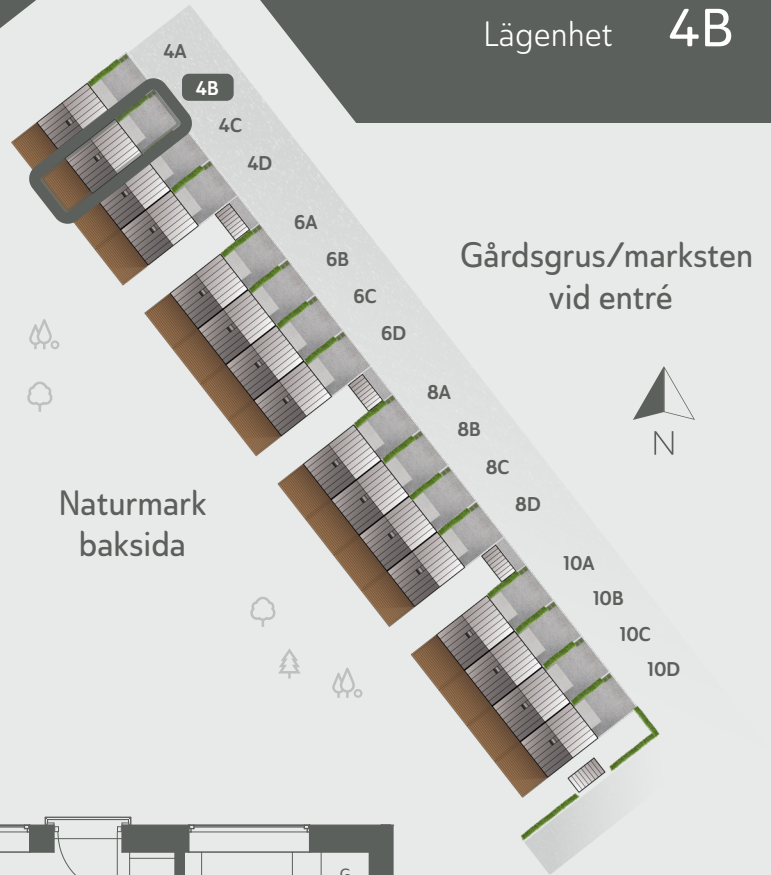 Lägenhet 4B
4A
4B
4C
4D
6A
6B
6C
6D
8A
8B
8C
8D
10A
10B
10C
10D
Gårdsgrus/marksten
vid entré
N
Naturmark
baksida
G